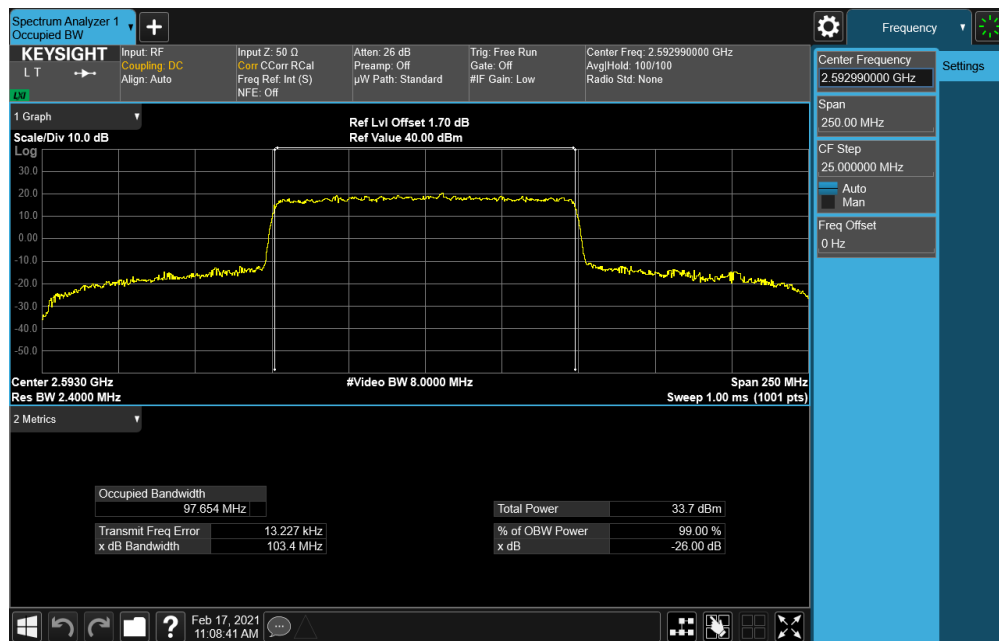 Spectrum Analyzer 1
Occupied BW
Frequency
KEYSIGHT
L T
LXI
Input: RF
Coupling: DC
Align: Auto
Input Z: 50 Ω
Corr CCorr RCal
Freq Ref: Int (S)
NFE: Off
Atten: 26 dB
Preamp: Off
µW Path: Standard
Trig: Free Run
Gate: Off
#IF Gain: Low
Center Freq: 2.592990000 GHz
Avg|Hold: 100/100
Radio Std: None
Center Frequency
2.592990000 GHz
Settings
Span
250.00 MHz
CF Step
25.000000 MHz
Auto
Man
Freq Offset
0 Hz
1 Graph
Scale/Div 10.0 dB
Ref Lvl Offset 1.70 dB
Ref Value 40.00 dBm
Log
30.0
20.0
10.0
0.00
-10.0
-20.0
-30.0
-40.0
-50.0
Center 2.5930 GHz
#Video BW 8.0000 MHz
Span 250 MHz
Res BW 2.4000 MHz
Sweep 1.00 ms (1001 pts)
2 Metrics
Occupied Bandwidth
97.654 MHz
Total Power 33.7 dBm
Transmit Freq Error 13.227 kHz
% of OBW Power 99.00 %
x dB Bandwidth 103.4 MHz
x dB -26.00 dB
Feb 17, 2021
11:08:41 AM